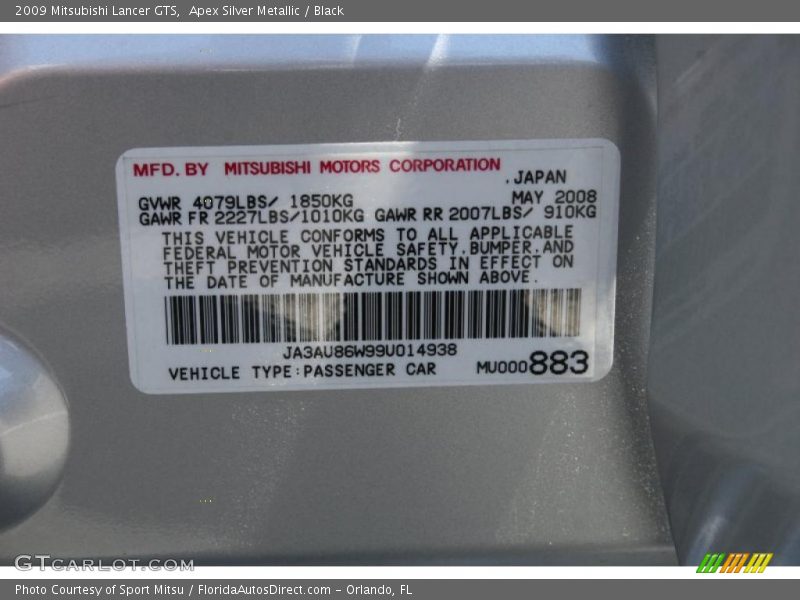 2009 Mitsubishi Lancer GTS,  Apex Silver Metallic / Black
MFD. BY MITSUBISHI MOTORS CORPORATION
.JAPAN
GVWR 4079LBS/ 1850KG MAY 2008
GAWR FR 2227LBS/1010KG GAWR RR 2007LBS/ 910KG
THIS VEHICLE CONFORMS TO ALL APPLICABLE
FEDERAL MOTOR VEHICLE SAFETY.BUMPER.AND
THEFT PREVENTION STANDARDS IN EFFECT ON
THE DATE OF MANUFACTURE SHOWN ABOVE.
JA3AU86W99U014938
VEHICLE TYPE:PASSENGER CAR MU000883
GTCARLOT.COM
Photo Courtesy of Sport Mitsu / FloridaAutosDirect.com – Orlando, FL